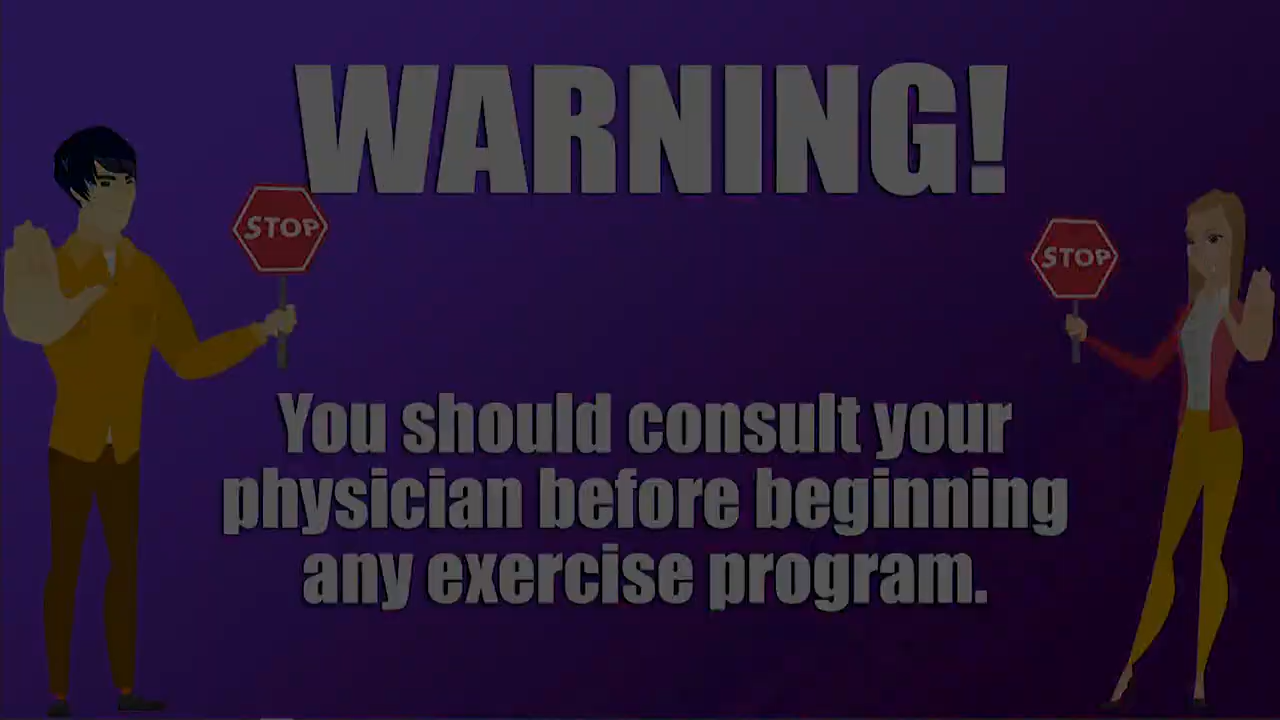 WARNING!
STOP
STOP
You should consult your
physician before beginning
any exercise program.